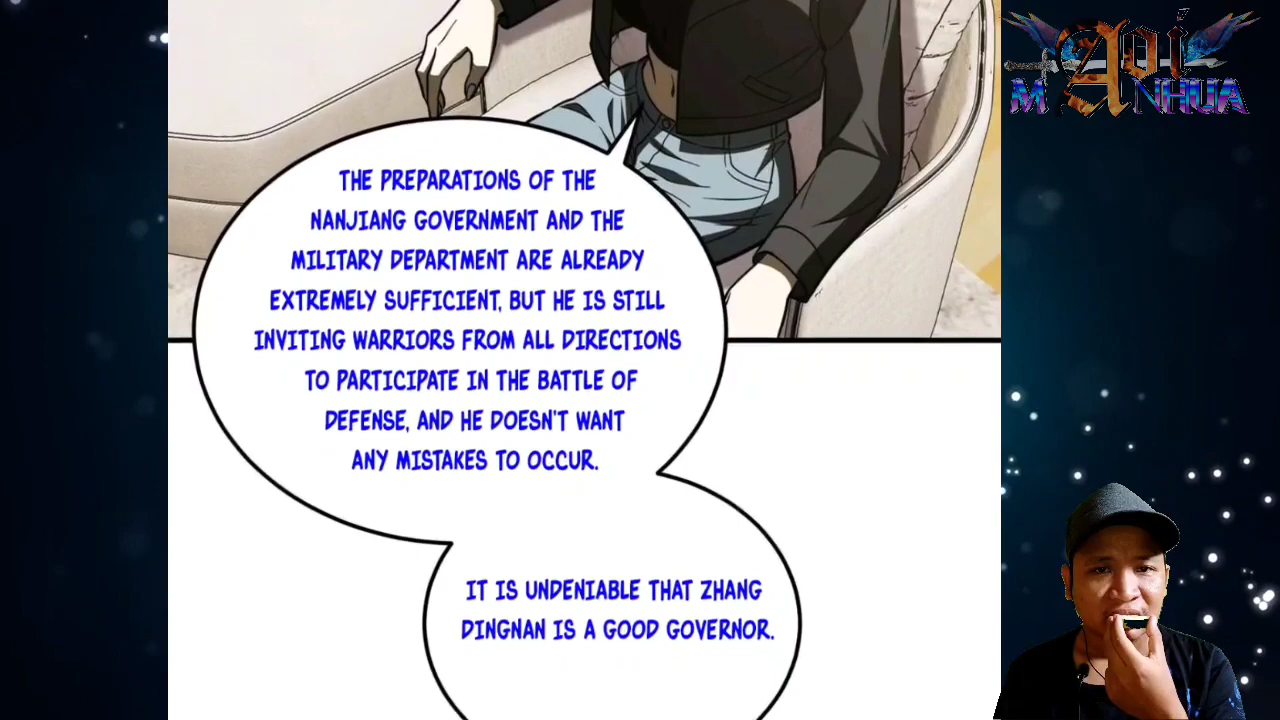 Aoi
MANHUA
THE PREPARATIONS OF THE
NANJIANG GOVERNMENT AND THE
MILITARY DEPARTMENT ARE ALREADY
EXTREMELY SUFFICIENT, BUT HE IS STILL
INVITING WARRIORS FROM ALL DIRECTIONS
TO PARTICIPATE IN THE BATTLE OF
DEFENSE, AND HE DOESN'T WANT
ANY MISTAKES TO OCCUR.
IT IS UNDENIABLE THAT ZHANG
DINGNAN IS A GOOD GOVERNOR.